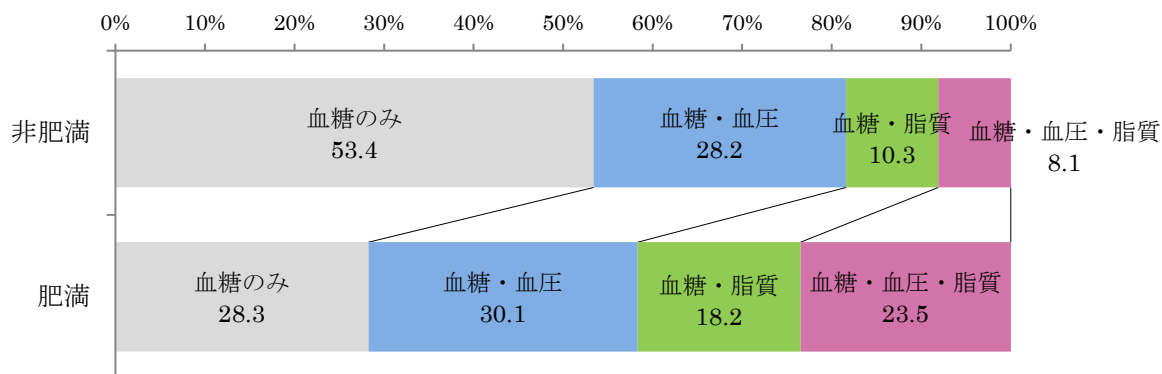 0% 10% 20% 30% 40% 50% 60% 70% 80% 90% 100%
非肥満
血糖のみ
53.4
血糖・血圧
28.2
血糖・脂質
10.3
血糖・血圧・脂質
8.1
肥満
血糖のみ
28.3
血糖・血圧
30.1
血糖・脂質
18.2
血糖・血圧・脂質
23.5